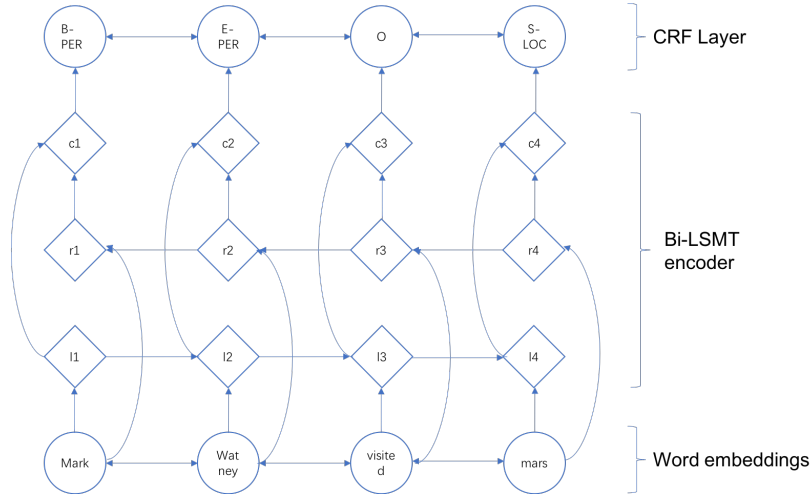 B-
PER
E-
PER
O
S-
LOC
CRF Layer
c1
c2
c3
c4
r1
r2
r3
r4
Bi-LSMT
encoder
l1
l2
l3
l4
Mark
Wat
ney
visite
d
mars
Word embeddings